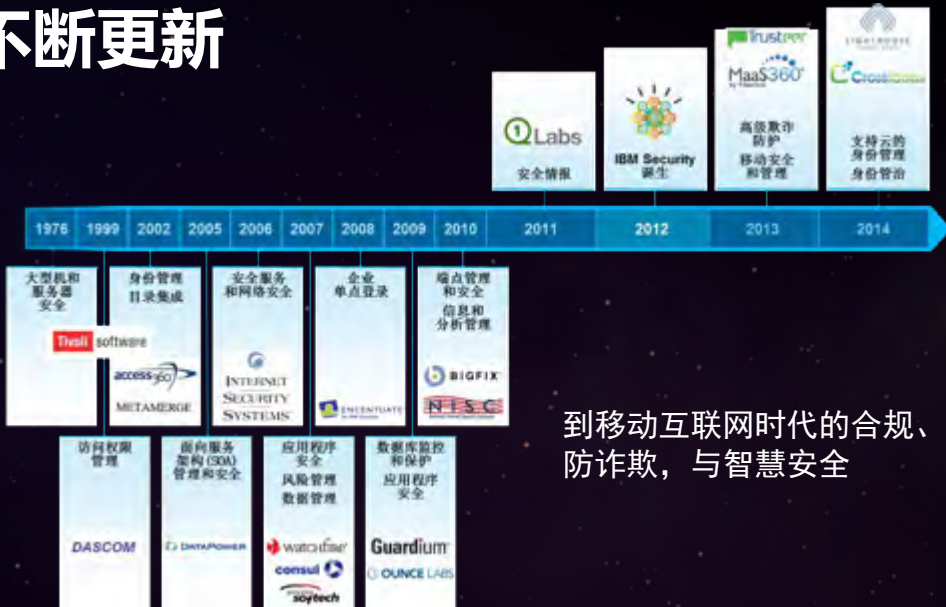 不断更新
Trusteer
LIGHTHOUSE
MaaS360
CrossIdeas
Q1 Labs
安全情报
IBM Security
诞生
高级欺诈
防护
移动安全
和管理
支持云的
身份管理
身份管治
1976 1999 2002 2005 2006 2007 2008 2009 2010 2011 2012 2013 2014
大型机和
服务器
安全
Tivoli software
身份管理
目录集成
access360
METAMERGE
安全服务
和网络安全
INTERNET
SECURITY
SYSTEMS
企业
单点登录
ENCENTUATE
端点管理
和安全
信息和
分析管理
BIGFIX
NISC
到移动互联网时代的合规、
防诈欺，与智慧安全
访问权限
管理
DASCOM
面向服务
架构(SOA)
管理和安全
DATAPOWER
应用程序
安全
风险管理
数据管理
watchfire
consul
数据库监控
和保护
应用程序
安全
Guardium
OUNCE LABS